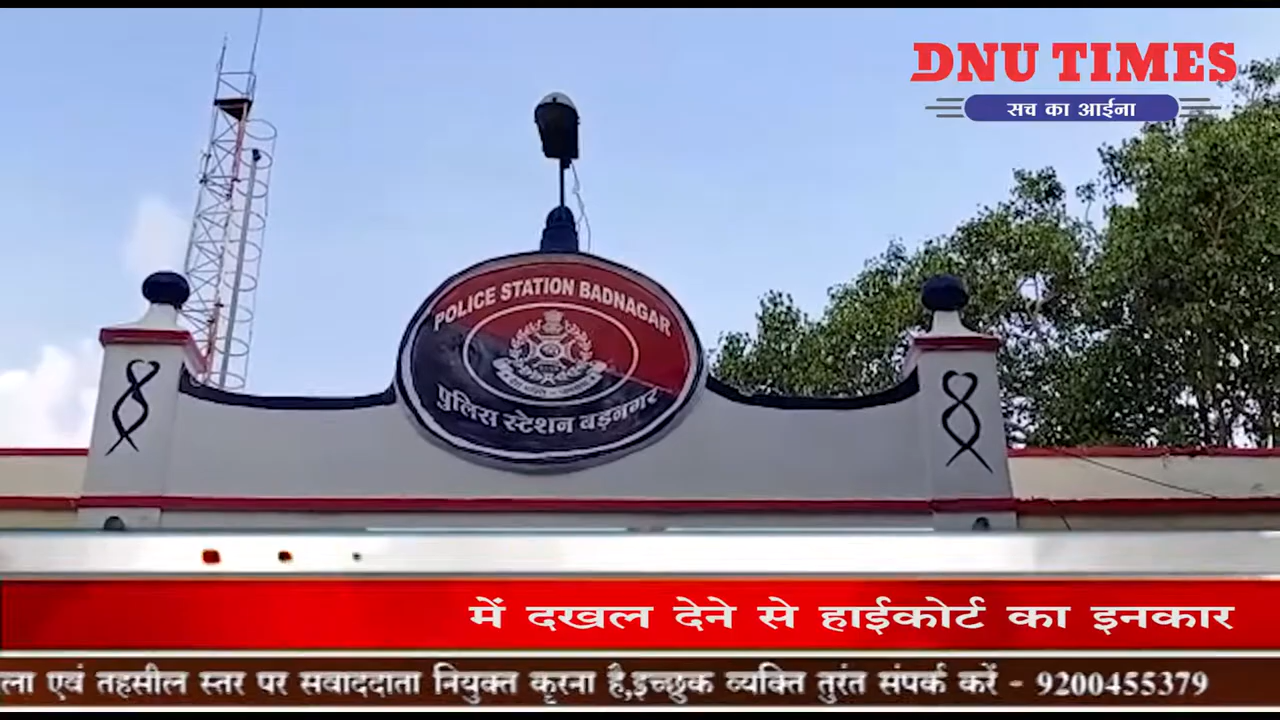 DNU TIMES
सच का आईना
POLICE STATION BADNAGAR
पुलिस स्टेशन बड़नगर
में दखल देने से हाईकोर्ट का इनकार
ला एवं तहसील स्तर पर सवाददाता नियुक्त करना है,इच्छुक व्यक्ति तुरंत संपर्क करें - 9200455379